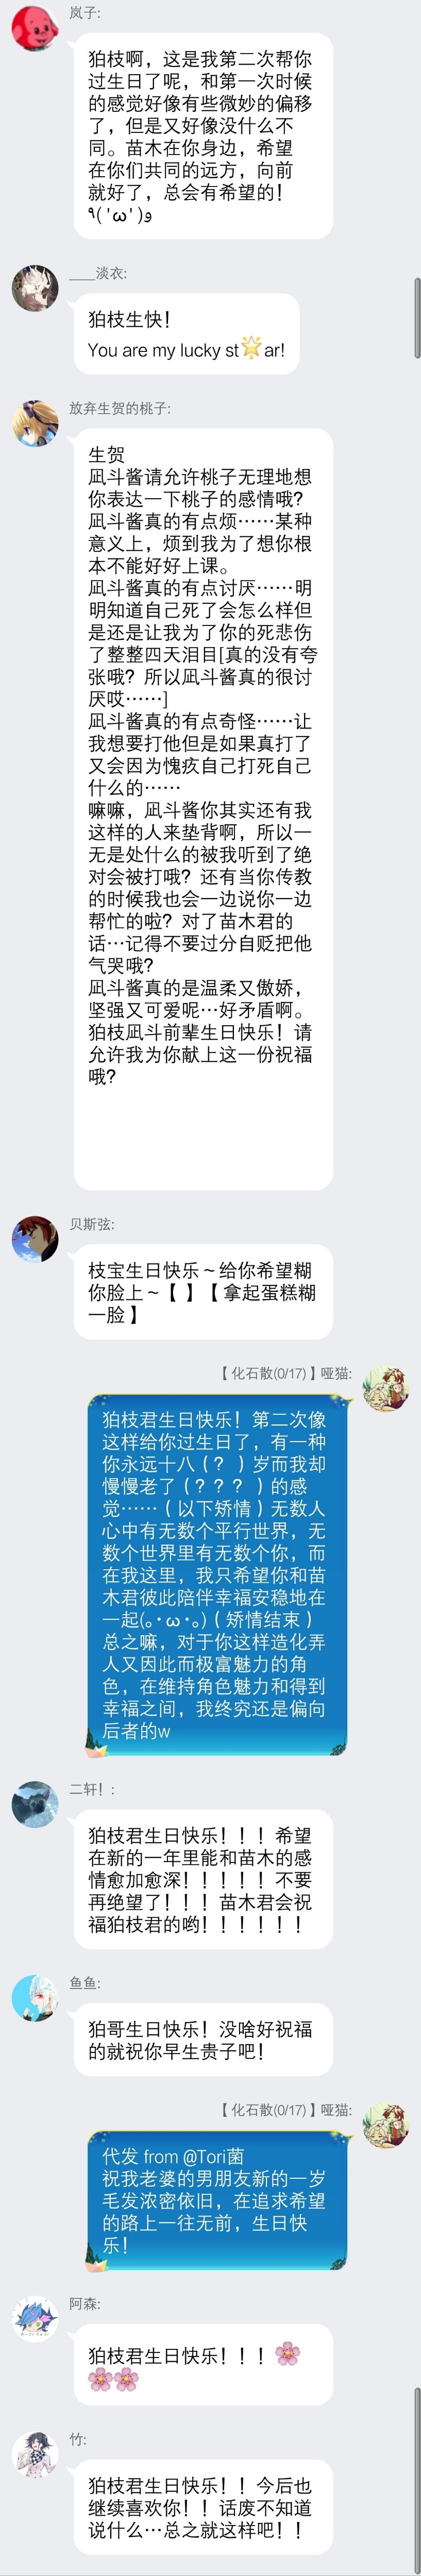 岚子:
狛枝啊，这是我第二次帮你
过生日了呢，和第一次时候
的感觉好像有些微妙的偏移
了，但是又好像没什么不
同。苗木在你身边，希望
在你们共同的远方，向前
就好了，总会有希望的！
٩( 'ω' )و
____淡衣:
狛枝生快！
You are my lucky st🌟ar!
放弃生贺的桃子:
生贺
凪斗酱请允许桃子无理地想
你表达一下桃子的感情哦?
凪斗酱真的有点烦……某种
意义上，烦到我为了想你根
本不能好好上课。
凪斗酱真的有点讨厌……明
明知道自己死了会怎么样但
是还是让我为了你的死悲伤
了整整四天泪目[真的没有夸
张哦？所以凪斗酱真的很讨
厌哎……]
凪斗酱真的有点奇怪……让
我想要打他但是如果真打了
又会因为愧疚自己打死自己
什么的……
嘛嘛，凪斗酱你其实还有我
这样的人来垫背啊，所以一
无是处什么的被我听到了绝
对会被打哦？还有当你传教
的时候我也会一边说你一边
帮忙的啦？对了苗木君的
话…记得不要过分自贬把他
气哭哦?
凪斗酱真的是温柔又傲娇，
坚强又可爱呢…好矛盾啊。
狛枝凪斗前辈生日快乐！请
允许我为你献上这一份祝福
哦?
贝斯弦:
枝宝生日快乐～给你希望糊
你脸上～【 】【拿起蛋糕糊
一脸】
【化石散(0/17)】哑猫:
狛枝君生日快乐！第二次像
这样给你过生日了，有一种
你永远十八（？）岁而我却
慢慢老了（？？？）的感
觉……（以下矫情）无数人
心中有无数个平行世界，无
数个世界里有无数个你，而
在我这里，我只希望你和苗
木君彼此陪伴幸福安稳地在
一起(｡･ω･｡)（矫情结束）
总之嘛，对于你这样造化弄
人又因此而极富魅力的角
色，在维持角色魅力和得到
幸福之间，我终究还是偏向
后者的w
二轩！:
狛枝君生日快乐！！！希望
在新的一年里能和苗木的感
情愈加愈深！！！！！不要
再绝望了！！！苗木君会祝
福狛枝君的哟！！！！！！
鱼鱼:
狛哥生日快乐！没啥好祝福
的就祝你早生贵子吧！
【化石散(0/17)】哑猫:
代发 from @Tori菌
祝我老婆的男朋友新的一岁
毛发浓密依旧，在追求希望
的路上一往无前，生日快
乐！
阿森:
狛枝君生日快乐！！！🌸
🌸🌸
竹:
狛枝君生日快乐！！今后也
继续喜欢你！！话废不知道
说什么…总之就这样吧！！